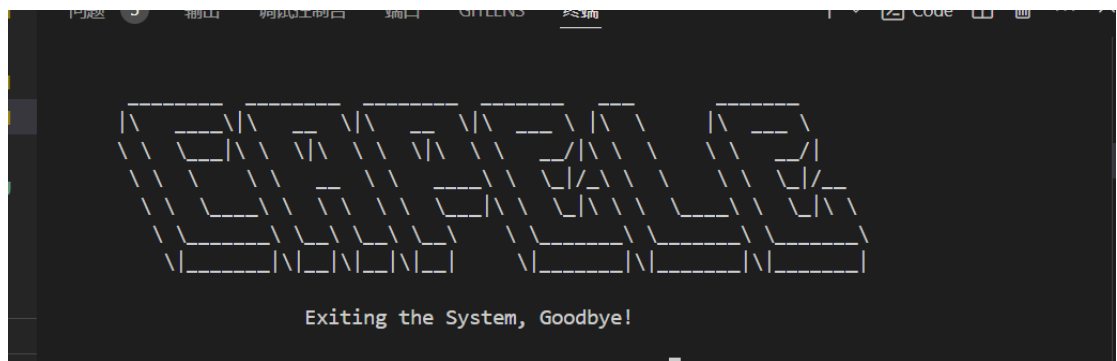 问题 5 输出 调试控制台 端口 GITLENS 终端 Code
CAPELE
Exiting the System, Goodbye!